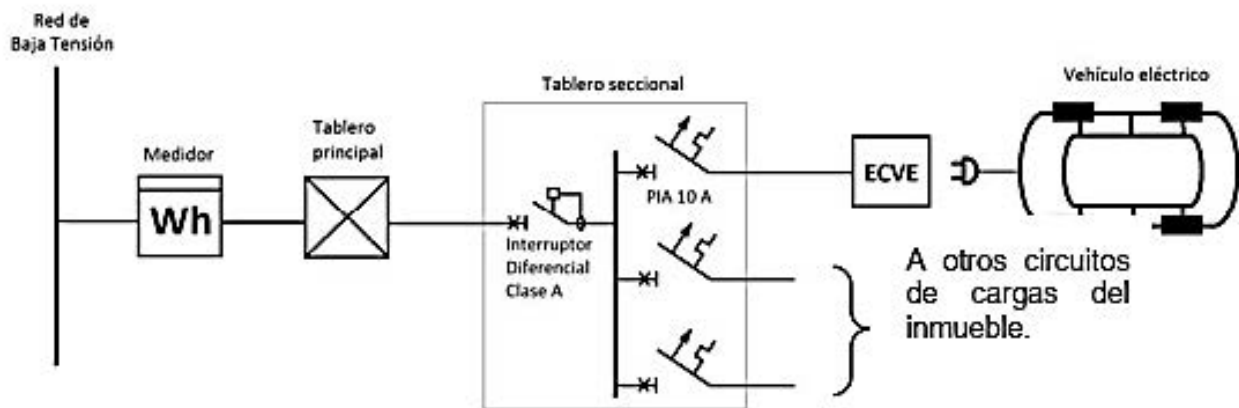 Red de
Baja Tensión
Medidor
Wh
Tablero
principal
Tablero seccional
Interruptor
Diferencial
Clase A
PIA 10 A
ECVE
Vehículo eléctrico
A otros circuitos
de cargas del
inmueble.